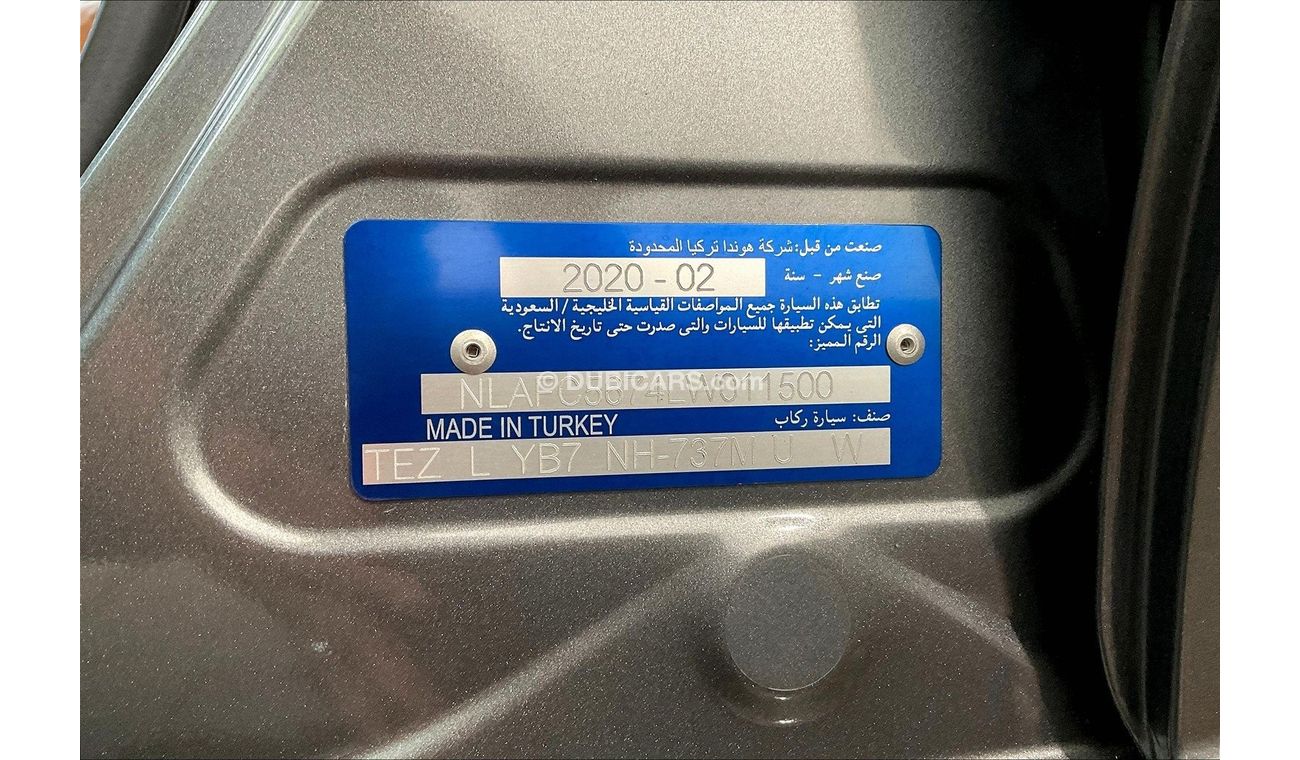 صنعت من قبل: شركة هوندا تركيا المحدودة
صنع شهر - سنة 2020 - 02
تطابق هذه السيارة جميع المواصفات القياسية الخليجية / السعودية
التي يمكن تطبيقها للسيارات والتي صدرت حتى تاريخ الانتاج.
الرقم المميز:
© DUBICARS.com
صنف: سيارة ركاب
MADE IN TURKEY
TEZ L YB7 NH-737M U W